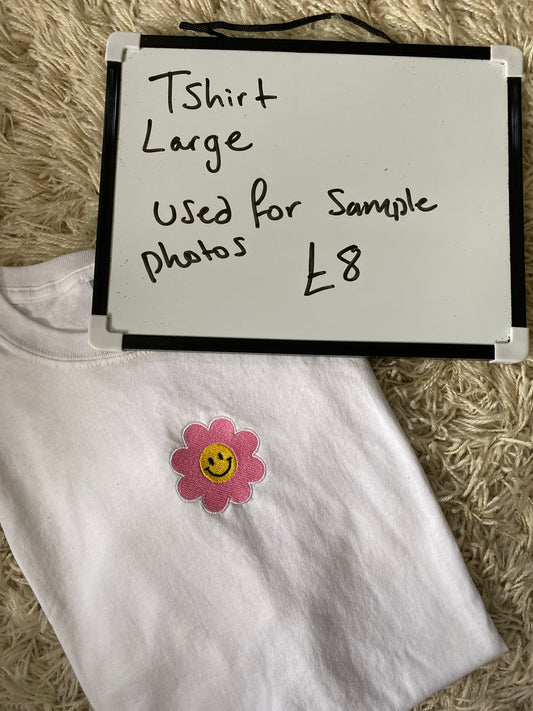 TShirt
Large
used for sample
photos £8